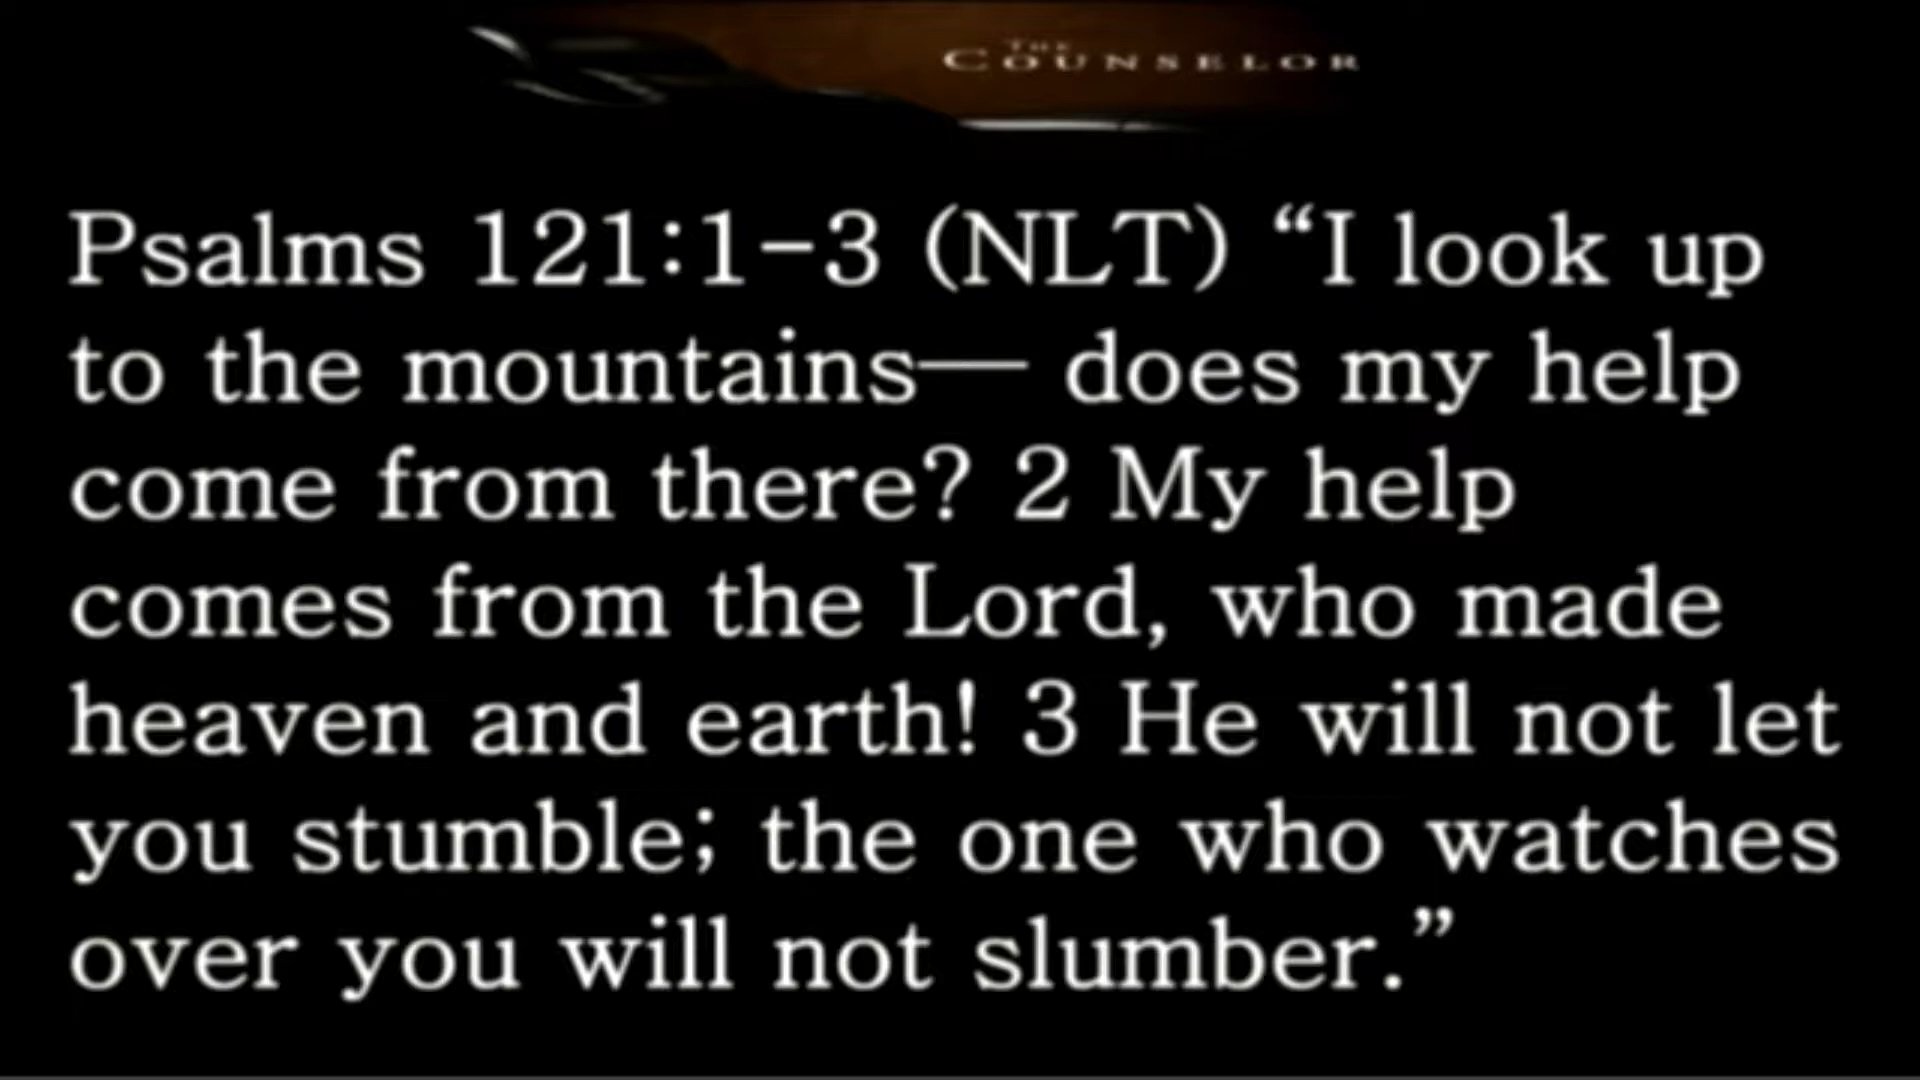 THE
COUNSELOR
Psalms 121:1-3 (NLT) “I look up
to the mountains— does my help
come from there? 2 My help
comes from the Lord, who made
heaven and earth! 3 He will not let
you stumble; the one who watches
over you will not slumber.”